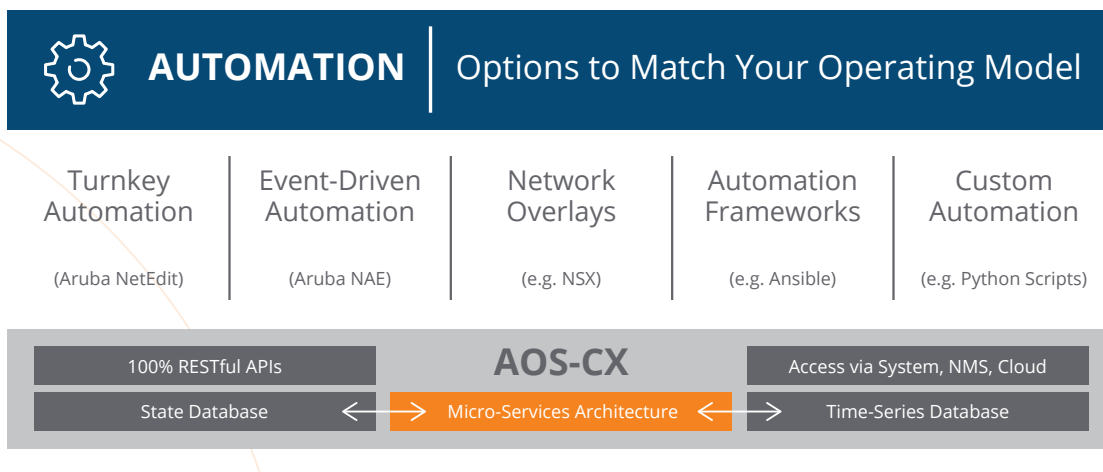 AUTOMATION
Options to Match Your Operating Model
Turnkey
Automation
(Aruba NetEdit)
Event-Driven
Automation
(Aruba NAE)
Network
Overlays
(e.g. NSX)
Automation
Frameworks
(e.g. Ansible)
Custom
Automation
(e.g. Python Scripts)
AOS-CX
100% RESTful APIs
Access via System, NMS, Cloud
State Database
Micro-Services Architecture
Time-Series Database